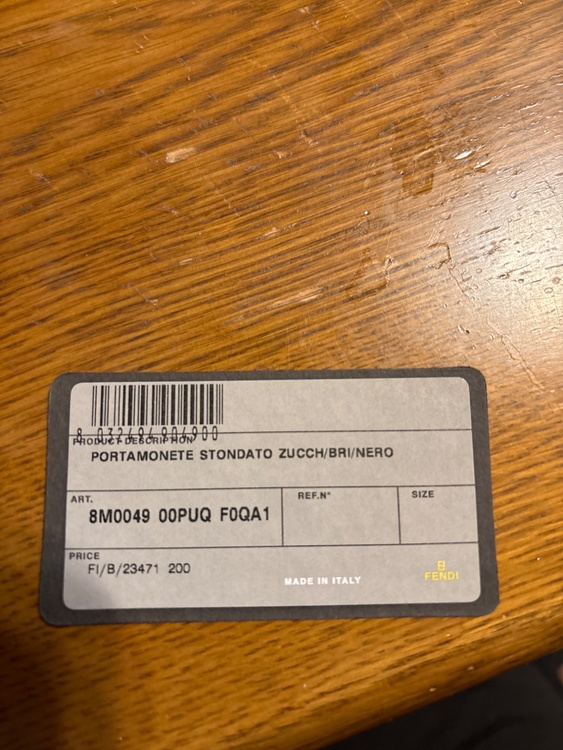 PRODUCT DESCRIPTION
PORTAMONETE STONDATO ZUCCH/BRI/NERO
ART.
8M0049 00PUQ F0QA1
REF.N°
SIZE
PRICE
FI/B/23471 200
MADE IN ITALY
FENDI